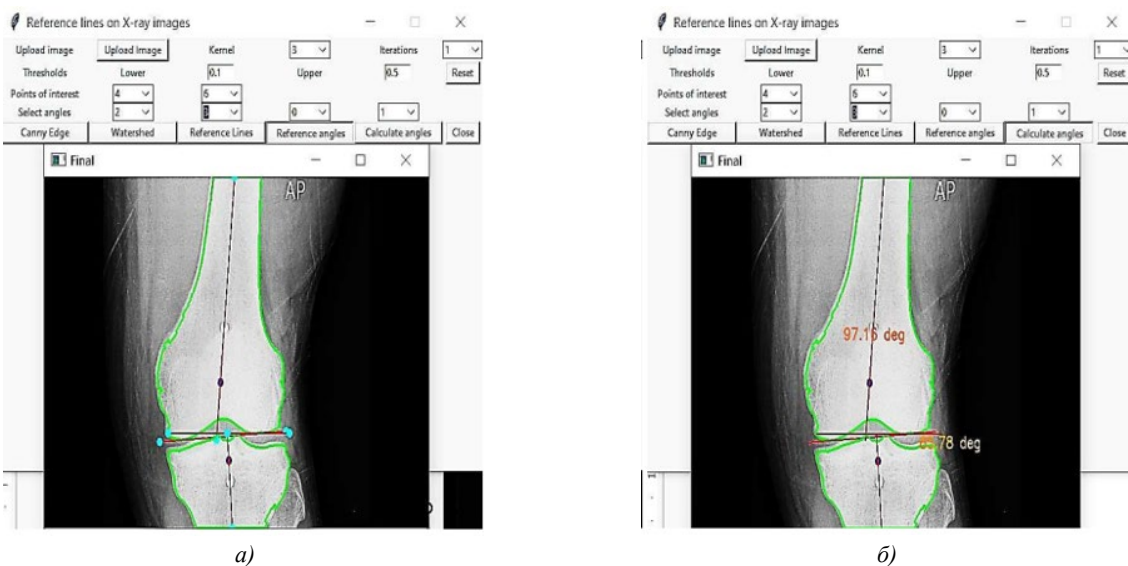 Reference lines on X-ray images
Upload image Upload Image Kernel 3 Iterations 1
Thresholds Lower 0.1 Upper 0.5 Reset
Points of interest 4 6
Select angles 2 0 1
Canny Edge Watershed Reference Lines Reference angles Calculate angles Close
Final
AP
а)
Reference lines on X-ray images
Upload image Upload Image Kernel 3 Iterations 1
Thresholds Lower 0.1 Upper 0.5 Reset
Points of interest 4 6
Select angles 2 0 1
Canny Edge Watershed Reference Lines Reference angles Calculate angles Close
Final
AP
97.16 deg
deg
б)